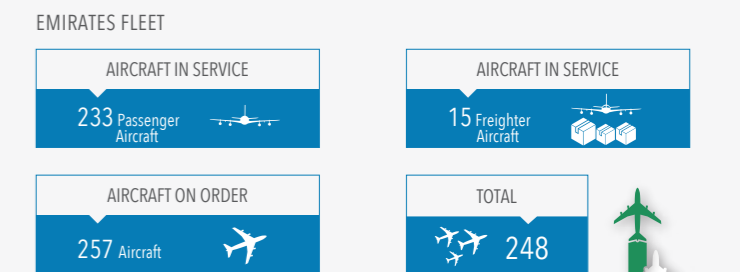 EMIRATES FLEET
AIRCRAFT IN SERVICE
233 Passenger
Aircraft
AIRCRAFT IN SERVICE
15 Freighter
Aircraft
AIRCRAFT ON ORDER
257 Aircraft
TOTAL
248